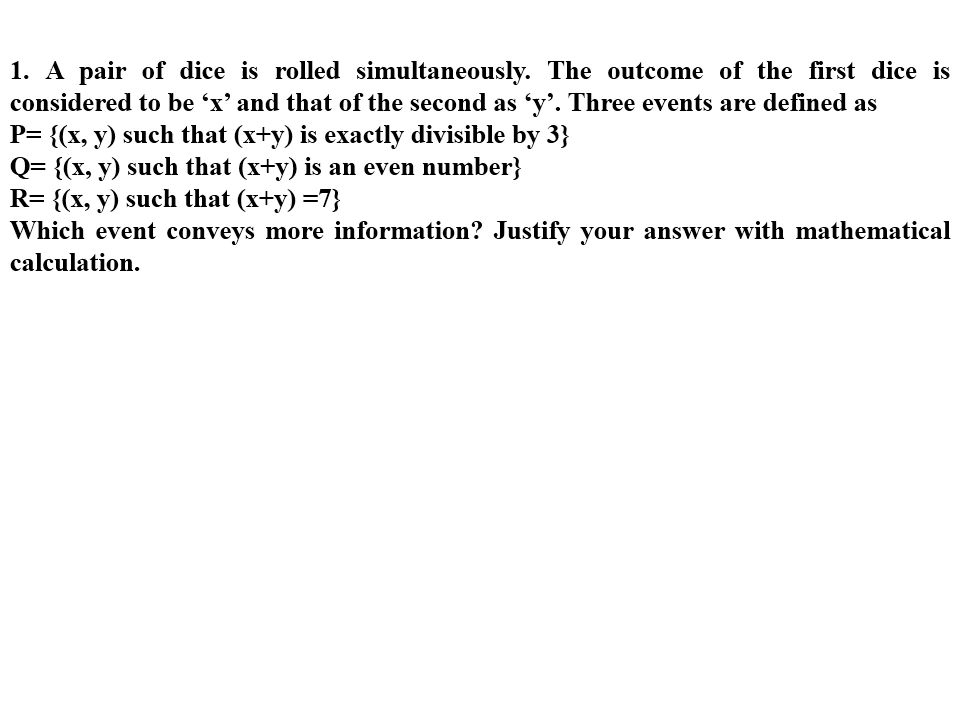 1. A pair of dice is rolled simultaneously. The outcome of the first dice is
considered to be ‘x’ and that of the second as ‘y’. Three events are defined as
P= {(x, y) such that (x+y) is exactly divisible by 3}
Q= {(x, y) such that (x+y) is an even number}
R= {(x, y) such that (x+y) =7}
Which event conveys more information? Justify your answer with mathematical
calculation.